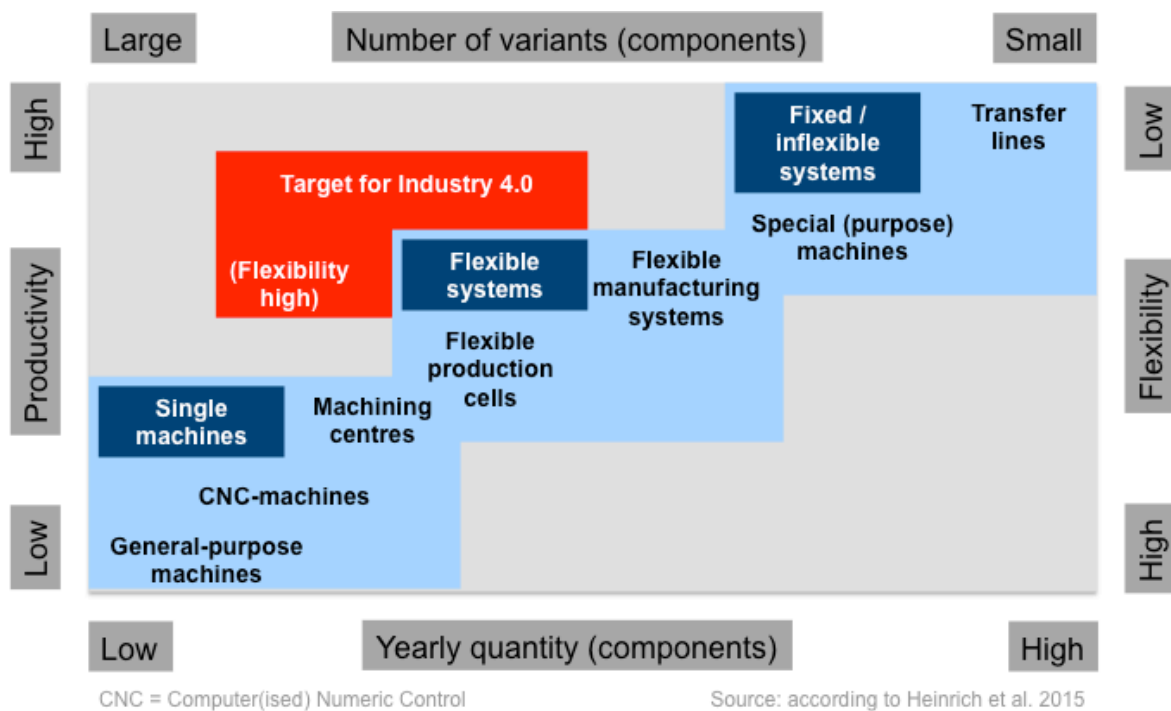 Large
Number of variants (components)
Small
High
Low
Fixed /
inflexible
systems
Transfer
lines
Target for Industry 4.0
Special (purpose)
machines
(Flexibility
high)
Flexible
systems
Flexible
manufacturing
systems
Productivity
Flexibility
Flexible
production
cells
Single
machines
Machining
centres
CNC-machines
General-purpose
machines
Low
High
Low
Yearly quantity (components)
High
CNC = Computer(ised) Numeric Control
Source: according to Heinrich et al. 2015